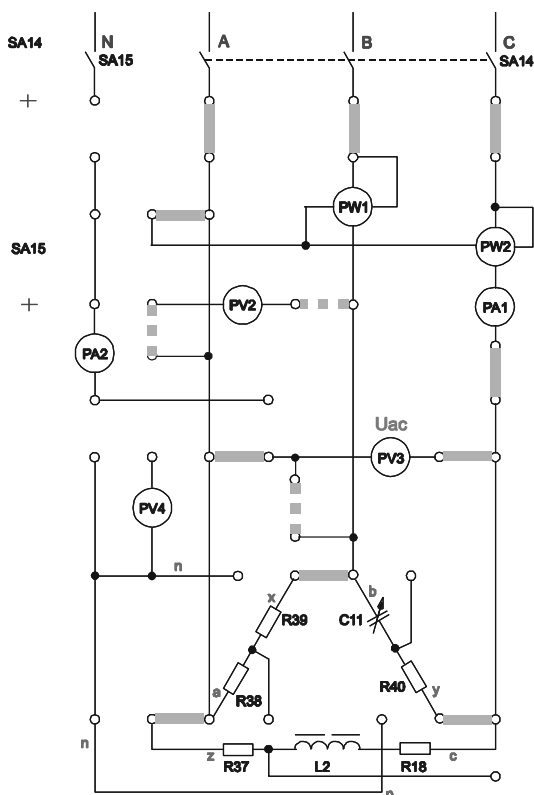 SA14
N
A
B
C
SA15
SA14
+
PW1
PW2
SA15
+
PV2
PA1
PA2
Uac
PV3
PV4
n
x
b
R39
C11
a
R38
R40
y
n
z
R37
L2
R18
c
n